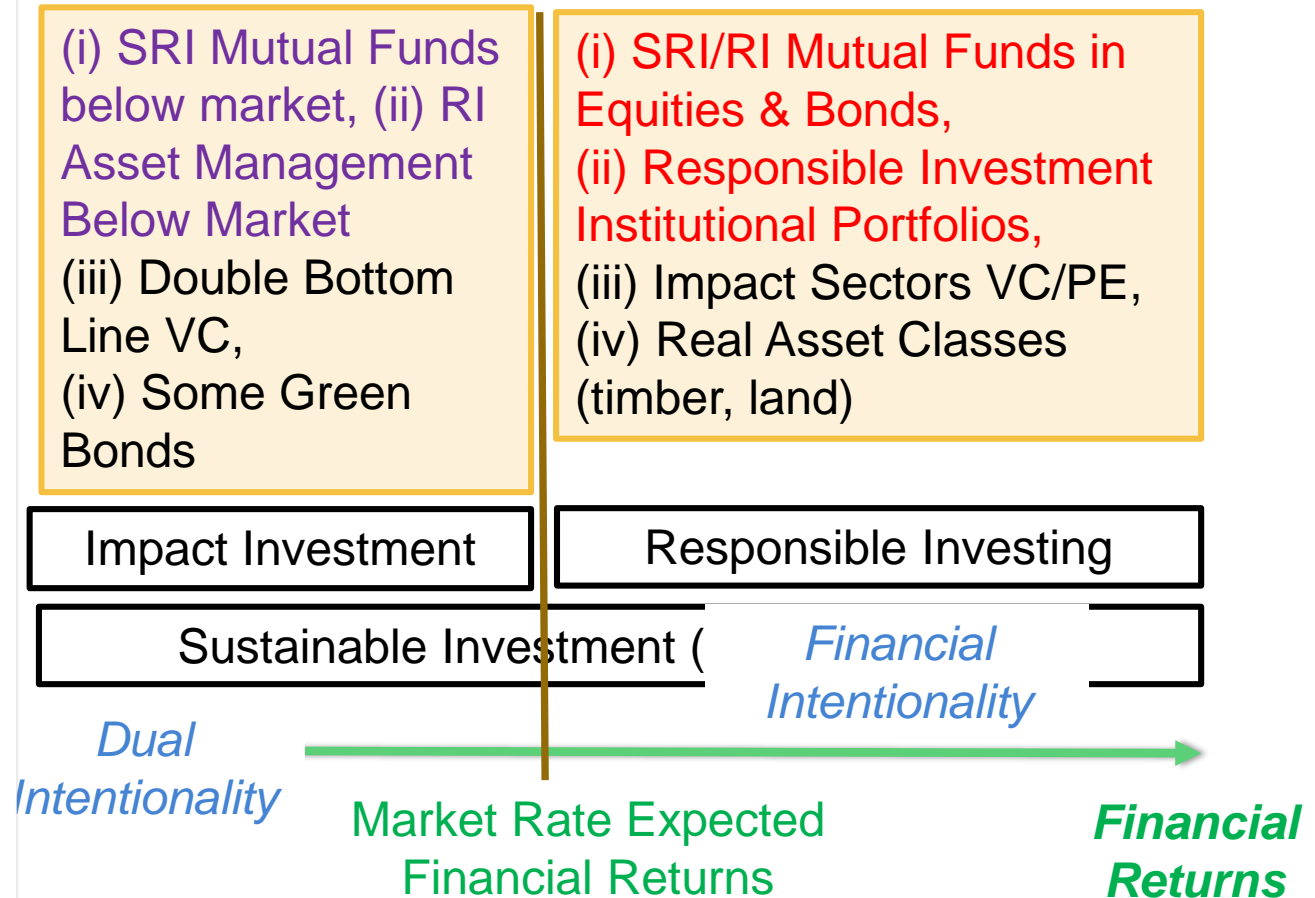 (i) SRI Mutual Funds
below market, (ii) RI
Asset Management
Below Market
(iii) Double Bottom
Line VC,
(iv) Some Green
Bonds
(i) SRI/RI Mutual Funds in
Equities & Bonds,
(ii) Responsible Investment
Institutional Portfolios,
(iii) Impact Sectors VC/PE,
(iv) Real Asset Classes
(timber, land)
Impact Investment
Responsible Investing
Sustainable Investment (
Financial
Intentionality
Dual
Intentionality
Market Rate Expected
Financial Returns
Financial
Returns